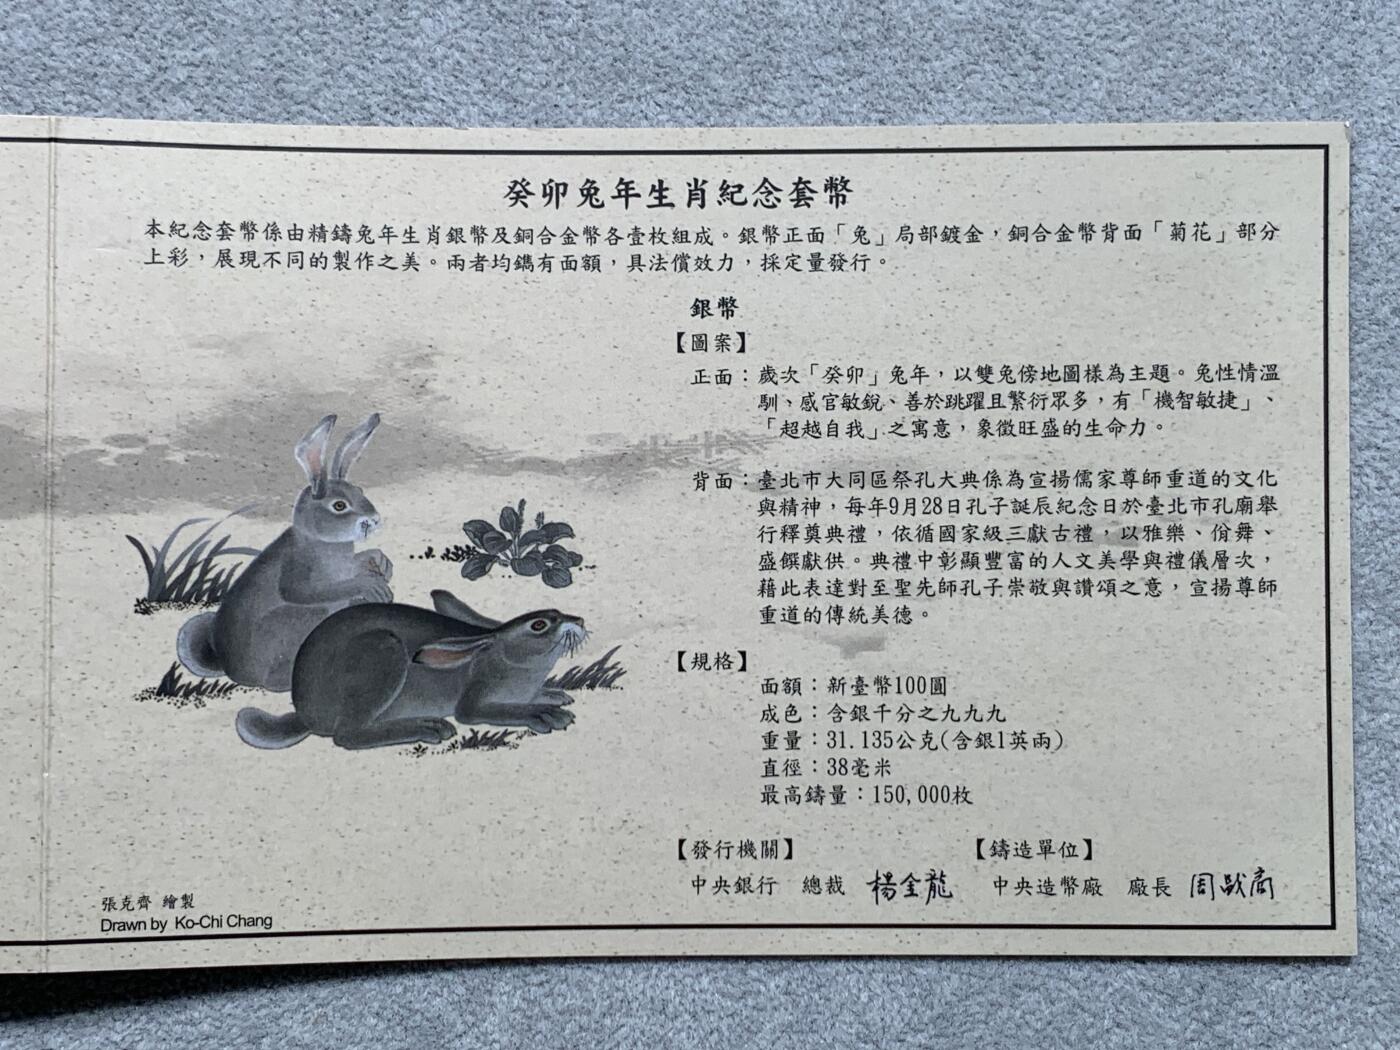 癸卯兔年生肖紀念套幣
本紀念套幣係由精鑄兔年生肖銀幣及銅合金幣各壹枚組成。銀幣正面「兔」局部鍍金，銅合金幣背面「菊花」部分
上彩，展現不同的製作之美。兩者均鐫有面額，具法償效力，採定量發行。
銀幣
【圖案】
正面：歲次「癸卯」兔年，以雙兔傍地圖樣為主題。兔性情溫
馴、感官敏銳、善於跳躍且繁衍眾多，有「機智敏捷」、
「超越自我」之寓意，象徵旺盛的生命力。
背面：臺北市大同區祭孔大典係為宣揚儒家尊師重道的文化
與精神，每年9月28日孔子誕辰紀念日於臺北市孔廟舉
行釋奠典禮，依循國家級三獻古禮，以雅樂、佾舞、
盛饌獻供。典禮中彰顯豐富的人文美學與禮儀層次，
藉此表達對至聖先師孔子崇敬與讚頌之意，宣揚尊師
重道的傳統美德。
【規格】
面額：新臺幣100圓
成色：含銀千分之九九九
重量：31.135公克(含銀1英兩)
直徑：38毫米
最高鑄量：150,000枚
【發行機關】 【鑄造單位】
中央銀行 總裁 楊金龍 中央造幣廠 廠長 周
張克齊 繪製
Drawn by Ko-Chi Chang